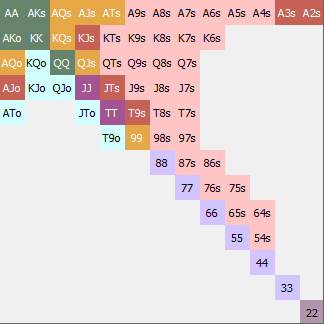 AA AKs AQs AJs ATs A9s A8s A7s A6s A5s A4s A3s A2s
AKo KK KQs KJs KTs K9s K8s K7s K6s
AQo KQo QQ QJs QTs Q9s Q8s Q7s
AJo KJo QJo JJ JTs J9s J8s J7s
ATo JTo TT T9s T8s T7s
T9o 99 98s 97s
88 87s 86s
77 76s 75s
66 65s 64s
55 54s
44
33
22